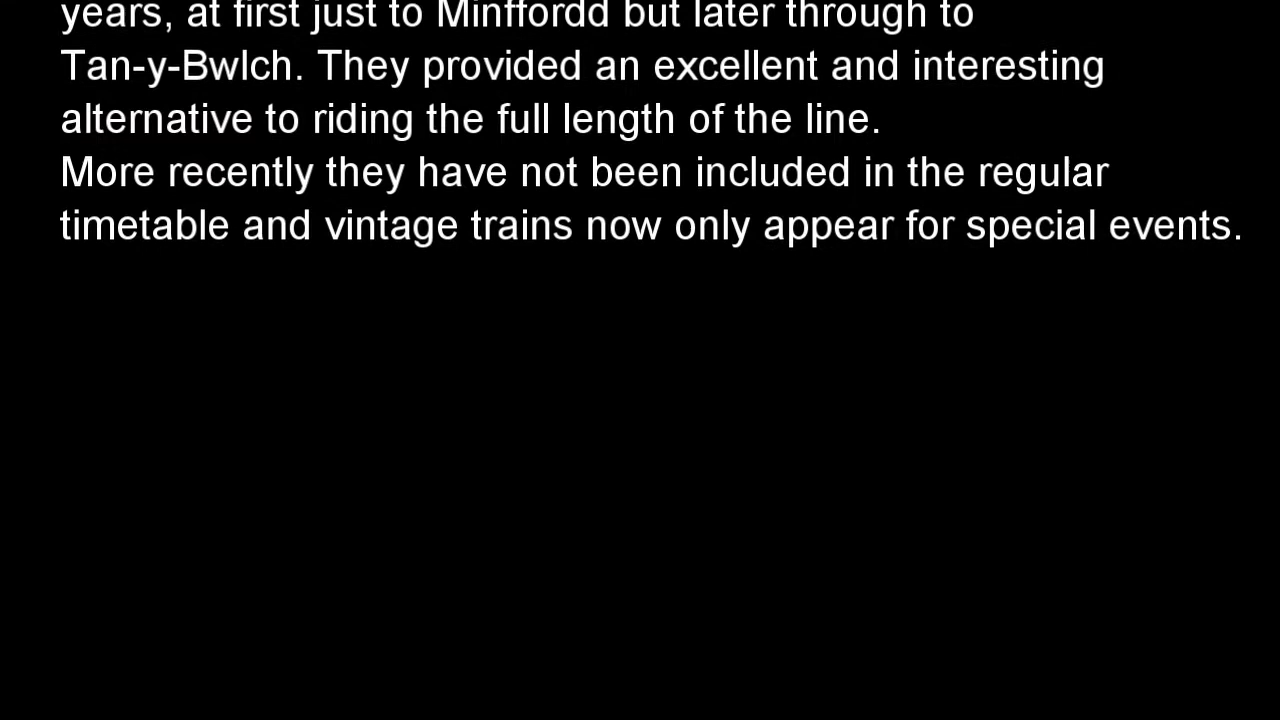 years, at first just to Minffordd but later through to
Tan-y-Bwlch. They provided an excellent and interesting
alternative to riding the full length of the line.
More recently they have not been included in the regular
timetable and vintage trains now only appear for special events.